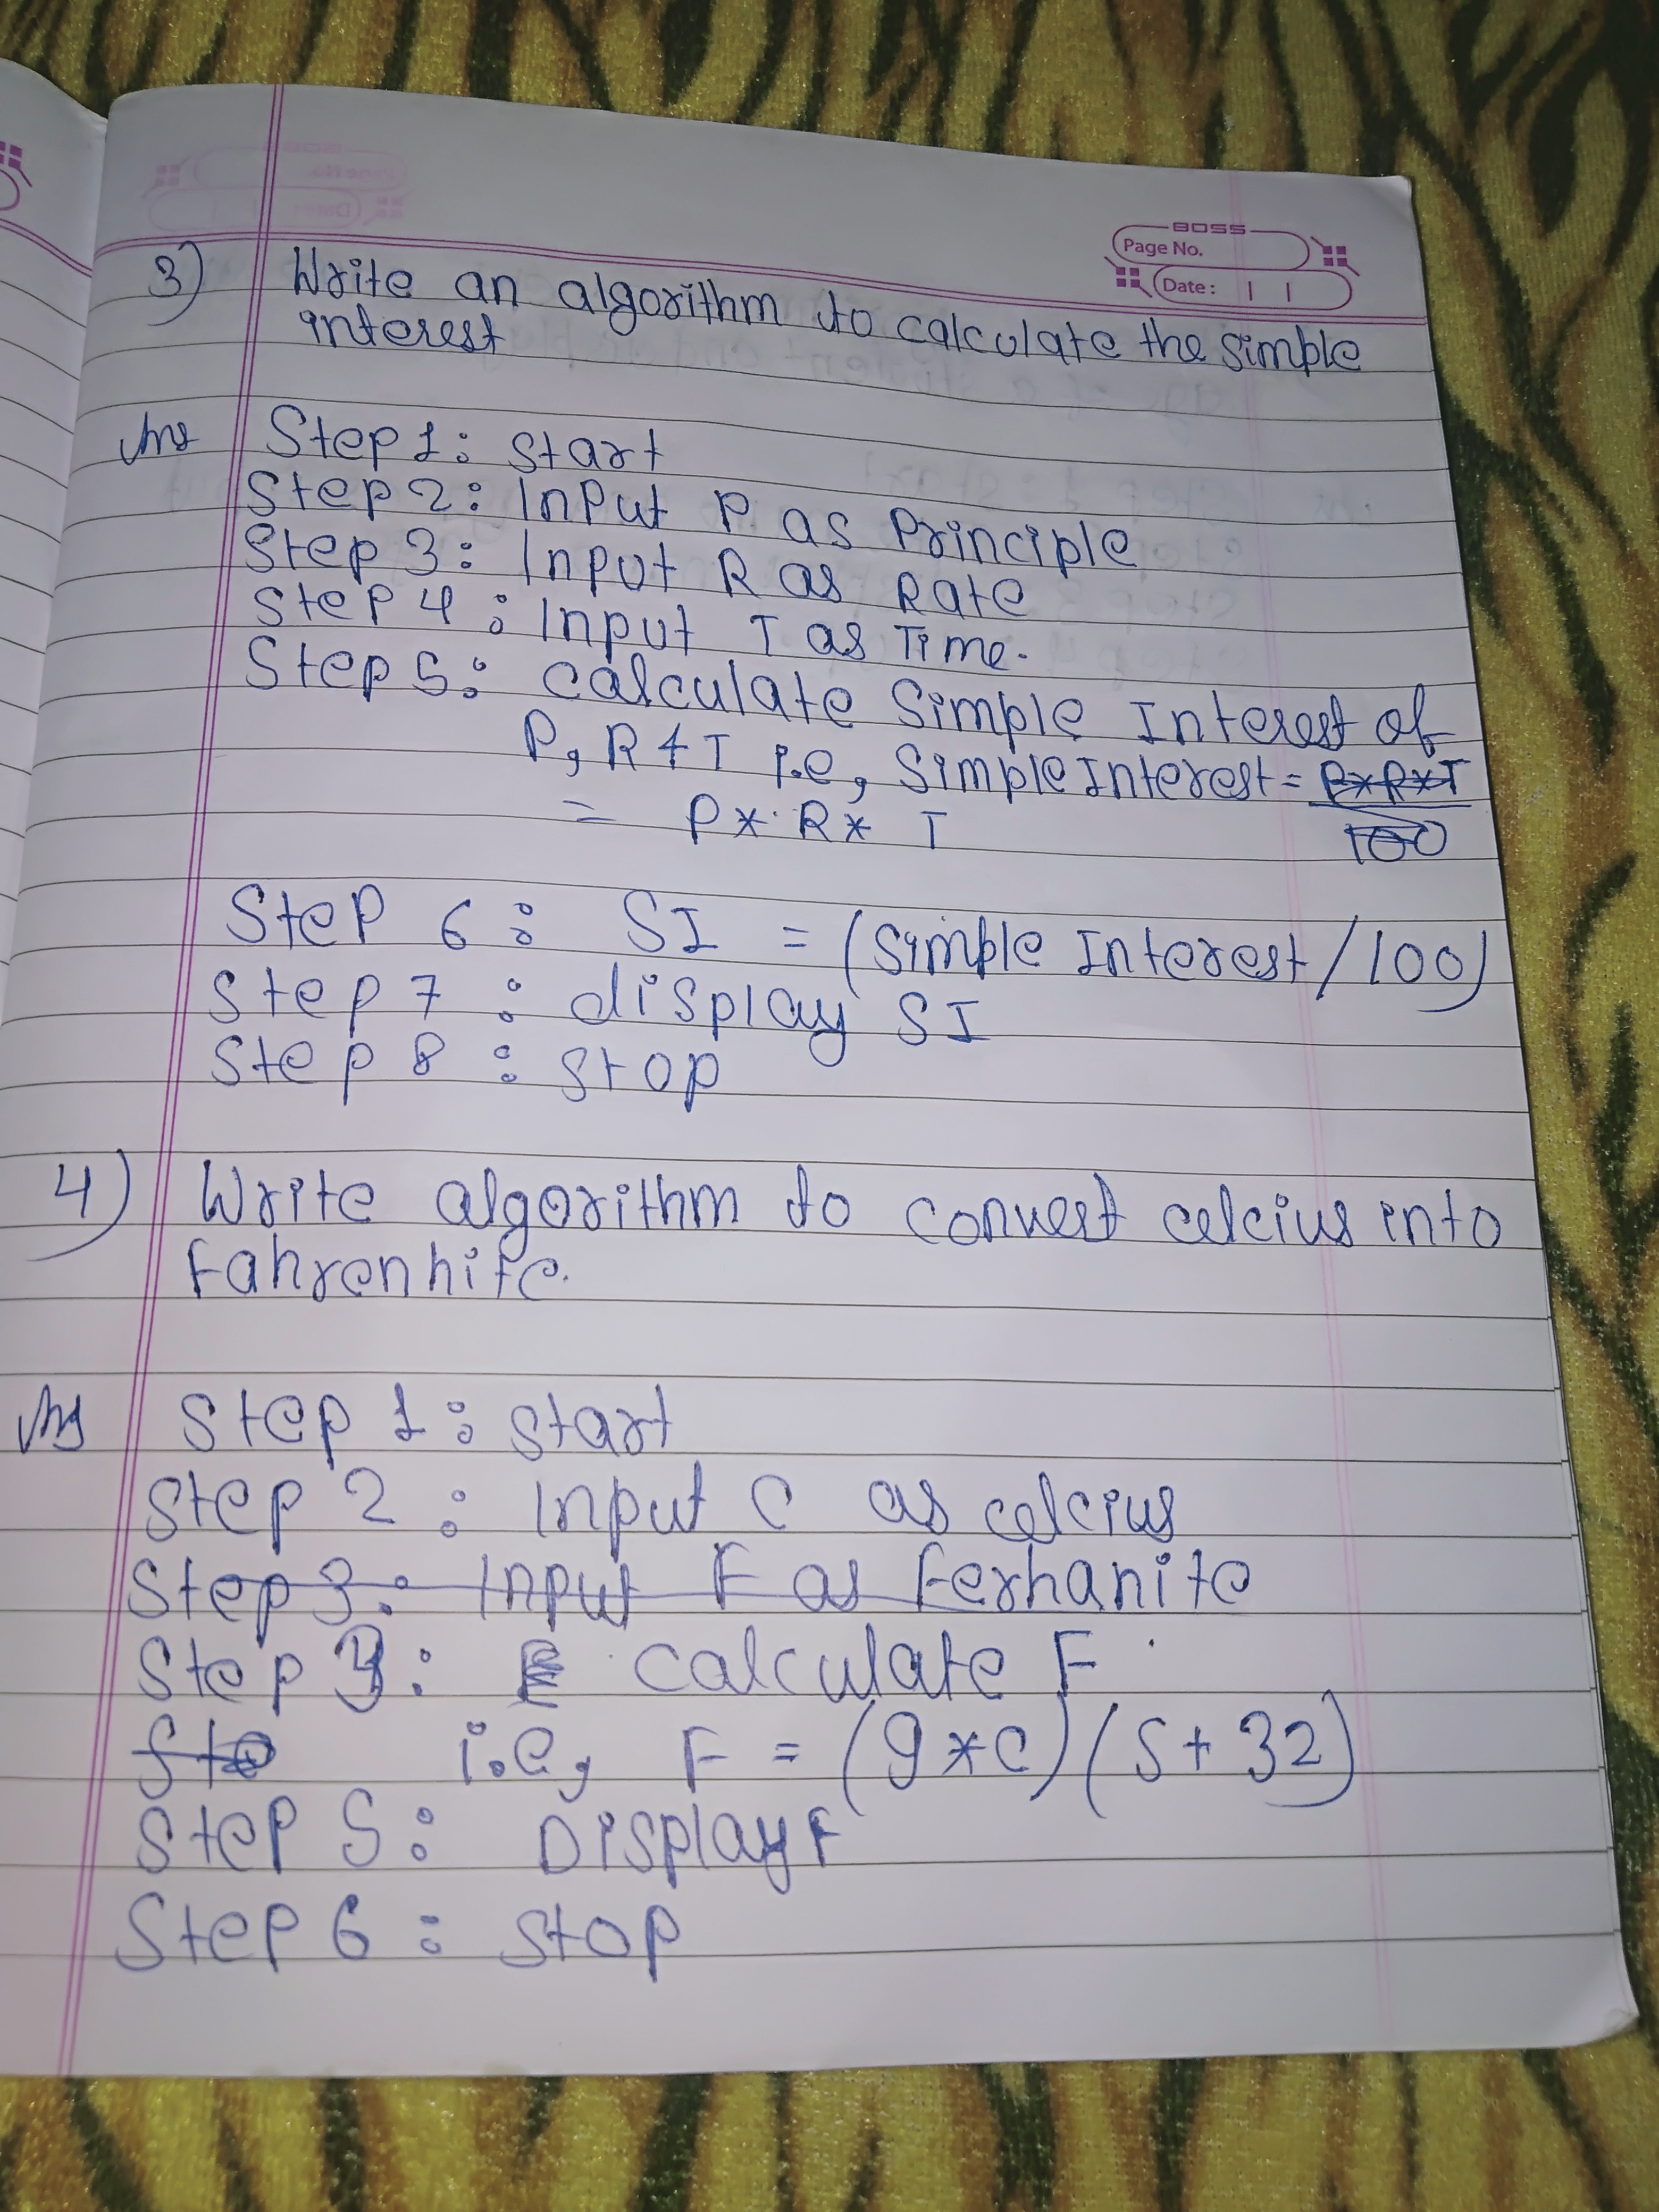 BOSS
Page No.
Date :
3) Write an algorithm to calculate the simple
interest
Ans Step 1: Start
Step 2: Input P as Principle
Step 3: Input R as Rate
Step 4: Input T as Time.
Step 5: Calculate Simple Interest of
P, R & T i.e, Simple Interest = P*R*T
100
= P * R * T
Step 6: SI = (Simple Interest/100)
Step 7: display SI
Step 8: Stop
4) Write algorithm to convert celcius into
Fahrenhite.
Ans Step 1: Start
Step 2: Input C as celcius
Step 3: Input F as Ferhanite
Step 3: calculate F
Ste i.e, F = (9*C)(5+32)
Step 5: Display F
Step 6: Stop